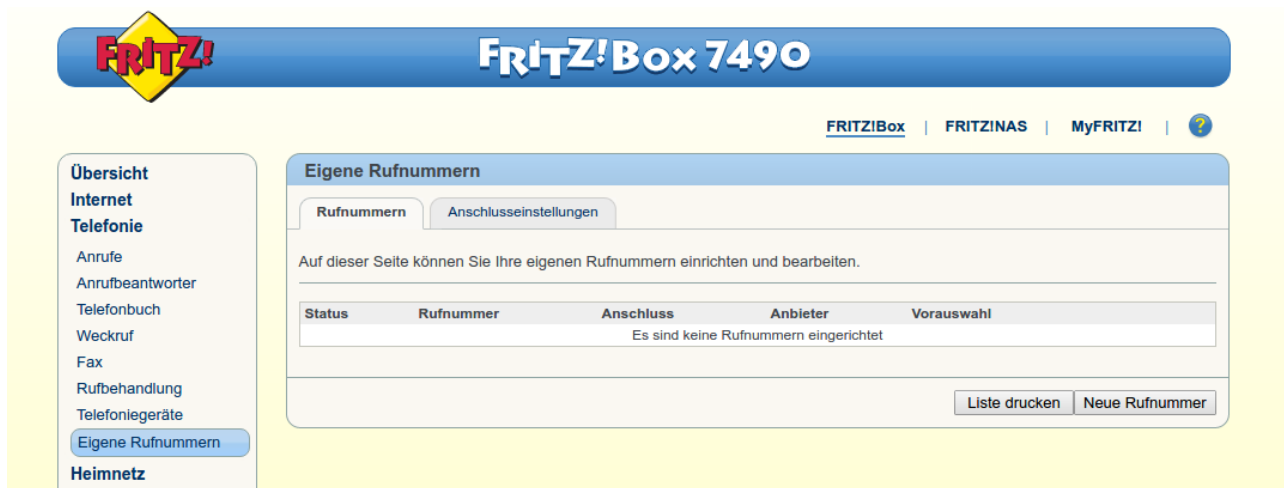 FRITZ!
FRITZ!Box 7490
FRITZ!Box | FRITZ!NAS | MyFRITZ! | ?
Übersicht
Internet
Telefonie
Anrufe
Anrufbeantworter
Telefonbuch
Weckruf
Fax
Rufbehandlung
Telefoniegeräte
Eigene Rufnummern
Heimnetz
Eigene Rufnummern
Rufnummern Anschlusseinstellungen
Auf dieser Seite können Sie Ihre eigenen Rufnummern einrichten und bearbeiten.
Status Rufnummer Anschluss Anbieter Vorauswahl
Es sind keine Rufnummern eingerichtet
Liste drucken Neue Rufnummer